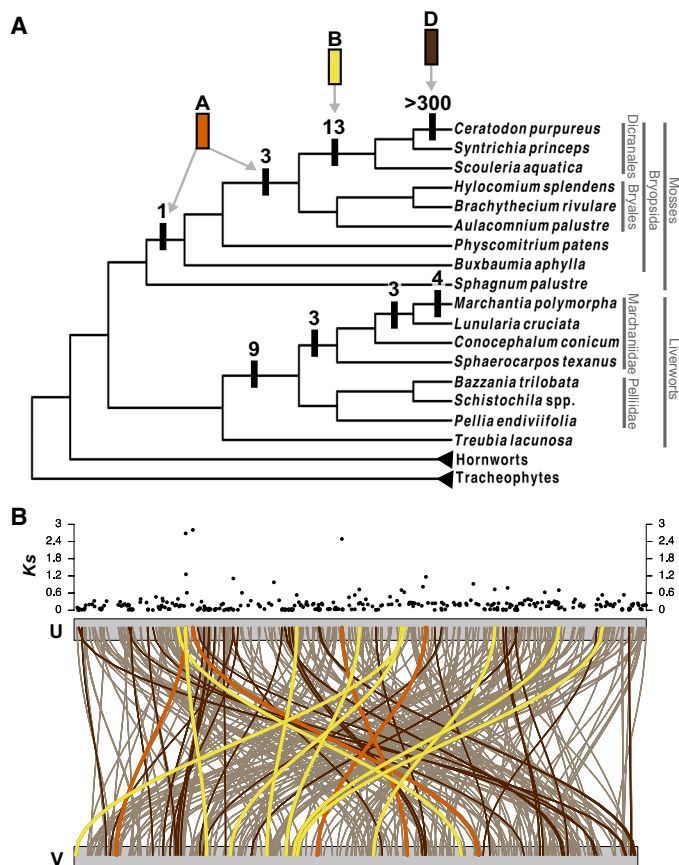 A
A
B
D
>300
13
3
1
Ceratodon purpureus
Syntrichia princeps
Scouleria aquatica
Hylocomium splendens
Brachythecium rivulare
Aulacomnium palustre
Physcomitrium patens
Buxbaumia aphylla
Sphagnum palustre
Dicranales
Bryales
Bryopsida
Mosses
4
3
3
9
Marchantia polymorpha
Lunularia cruciata
Conocephalum conicum
Sphaerocarpos texanus
Bazzania trilobata
Schistochila spp.
Pellia endiviifolia
Treubia lacunosa
Marchaniidae
Pelliidae
Liverworts
Hornworts
Tracheophytes
B
Ks
3
2.4
1.8
1.2
0.6
0
3
2.4
1.8
1.2
0.6
0
U
V